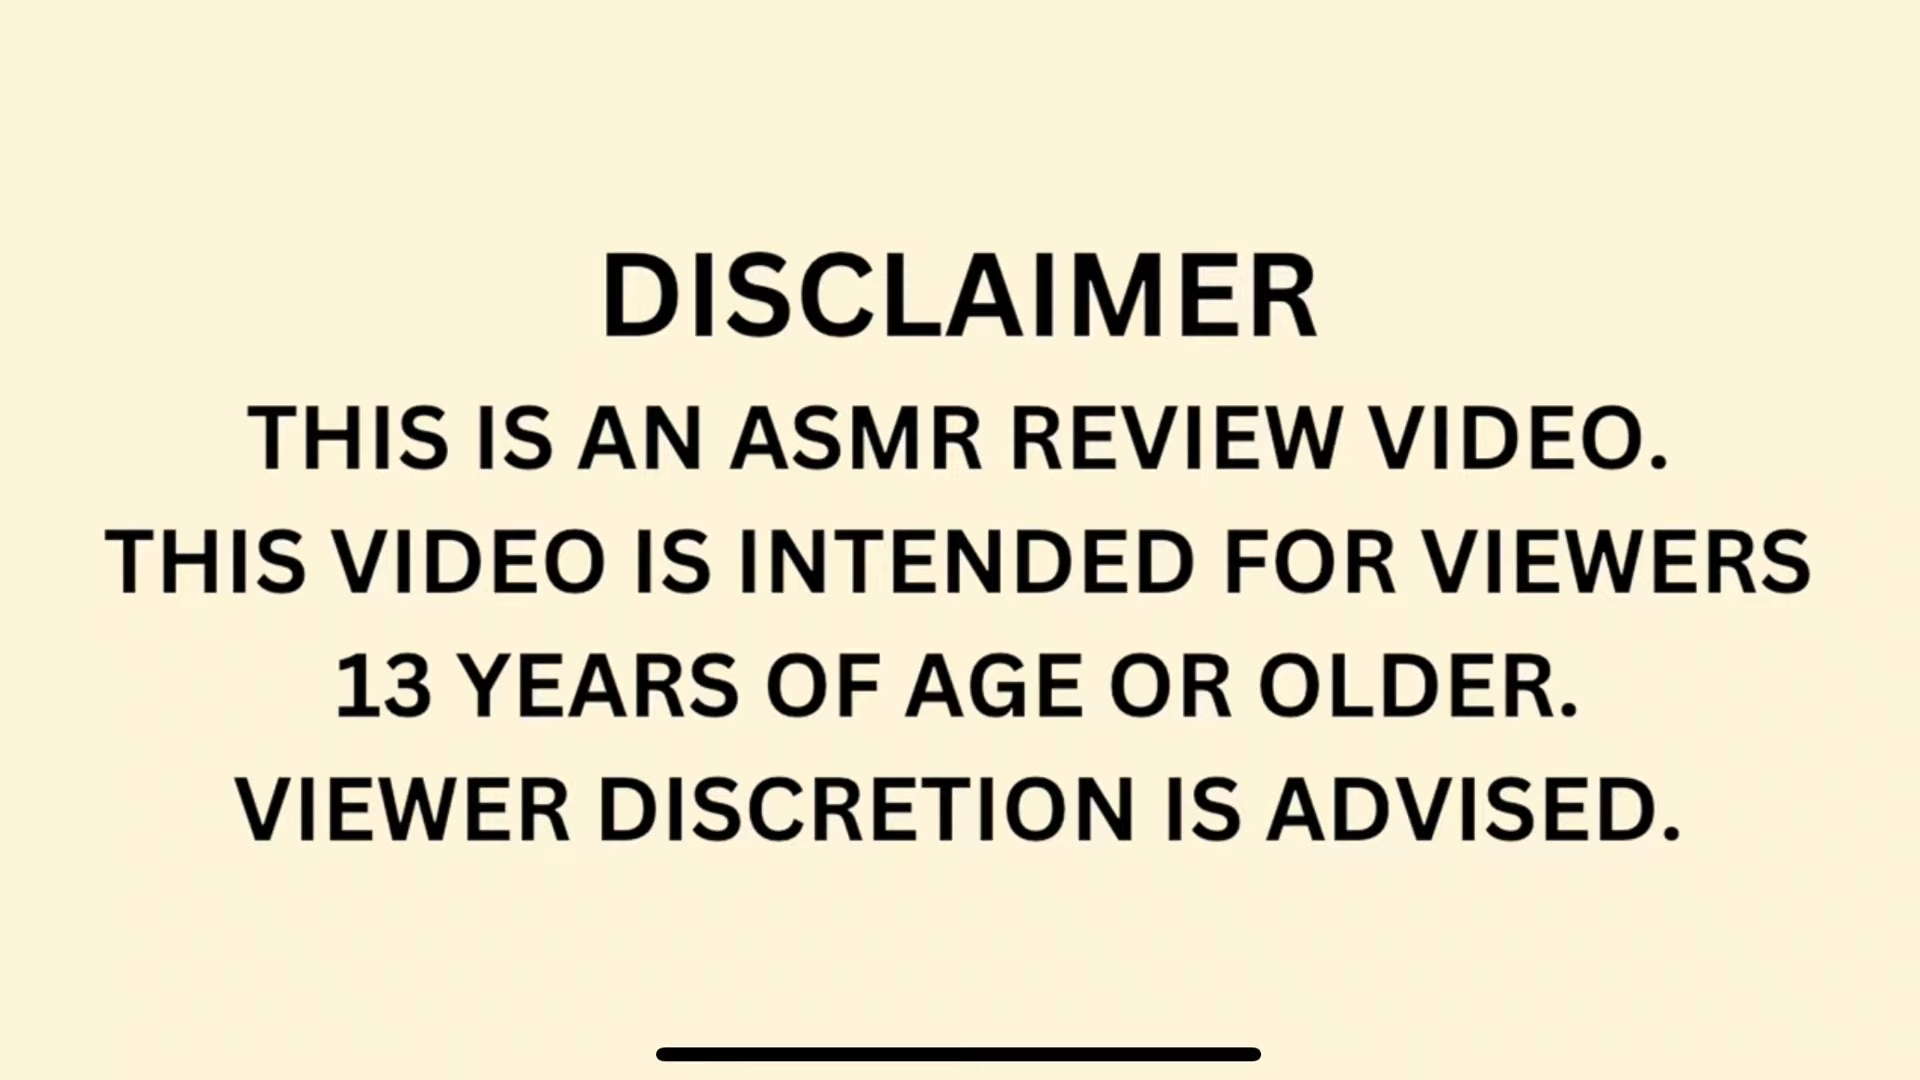 DISCLAIMER
THIS IS AN ASMR REVIEW VIDEO.
THIS VIDEO IS INTENDED FOR VIEWERS
13 YEARS OF AGE OR OLDER.
VIEWER DISCRETION IS ADVISED.